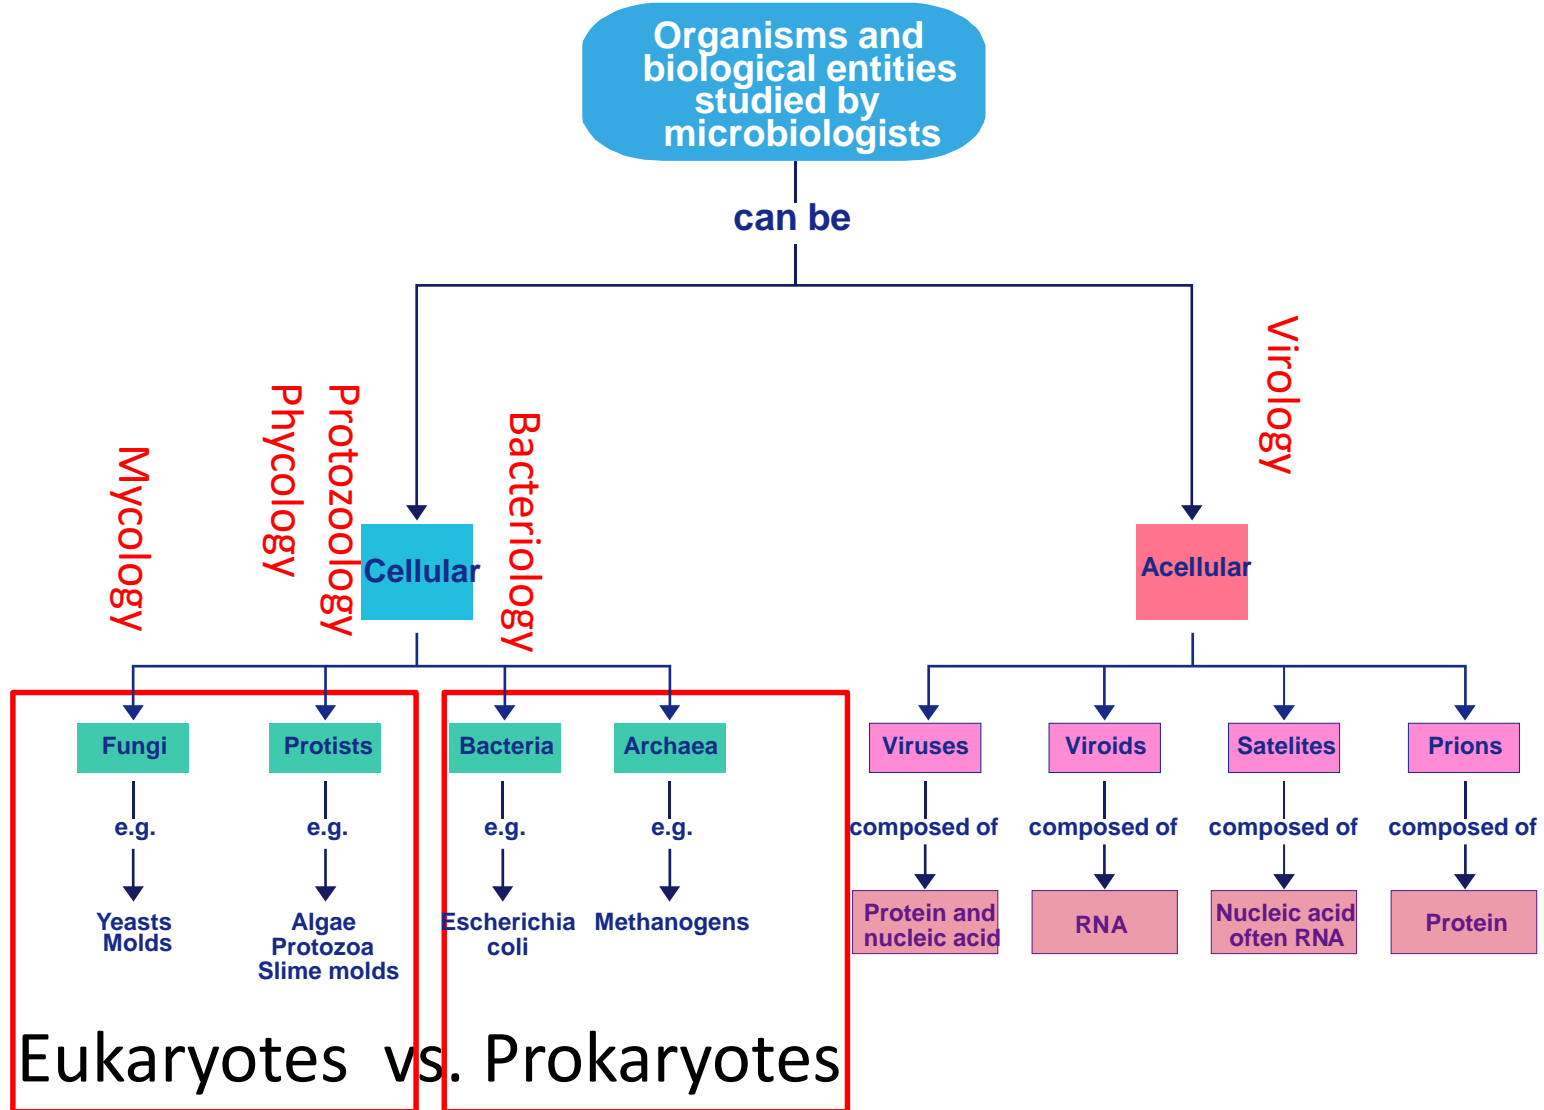 Organisms and
biological entities
studied by
microbiologists
can be
Virology
Protozoology
Phycology
Bacteriology
Mycology
Cellular
Acellular
Fungi
Protists
Bacteria
Archaea
Viruses
Viroids
Satelites
Prions
e.g.
e.g.
e.g.
e.g.
composed of
composed of
composed of
composed of
Yeasts
Molds
Algae
Protozoa
Slime molds
Escherichia
coli
Methanogens
Protein and
nucleic acid
RNA
Nucleic acid
often RNA
Protein
Eukaryotes vs. Prokaryotes